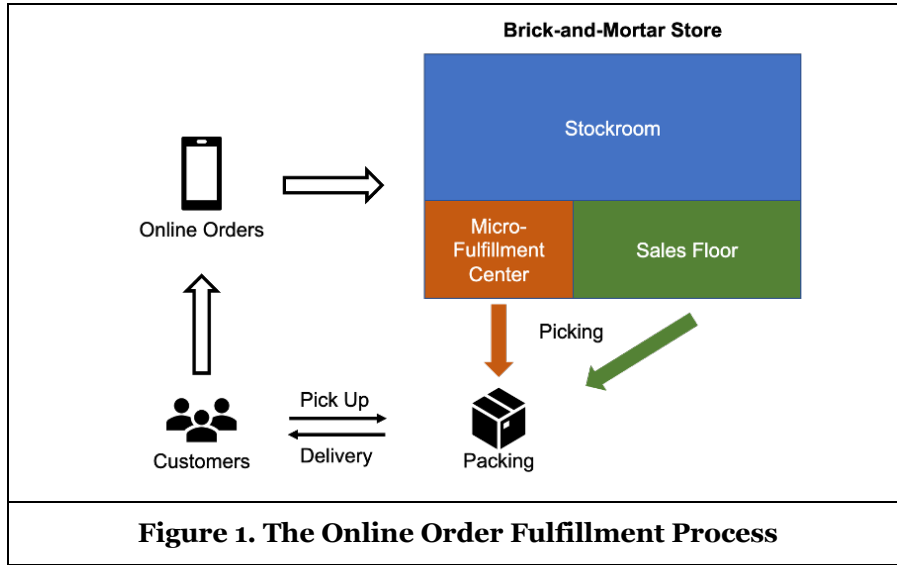 Brick-and-Mortar Store
Stockroom
Online Orders
Micro-
Fulfillment
Center
Sales Floor
Picking
Pick Up
Customers
Delivery
Packing
Figure 1. The Online Order Fulfillment Process